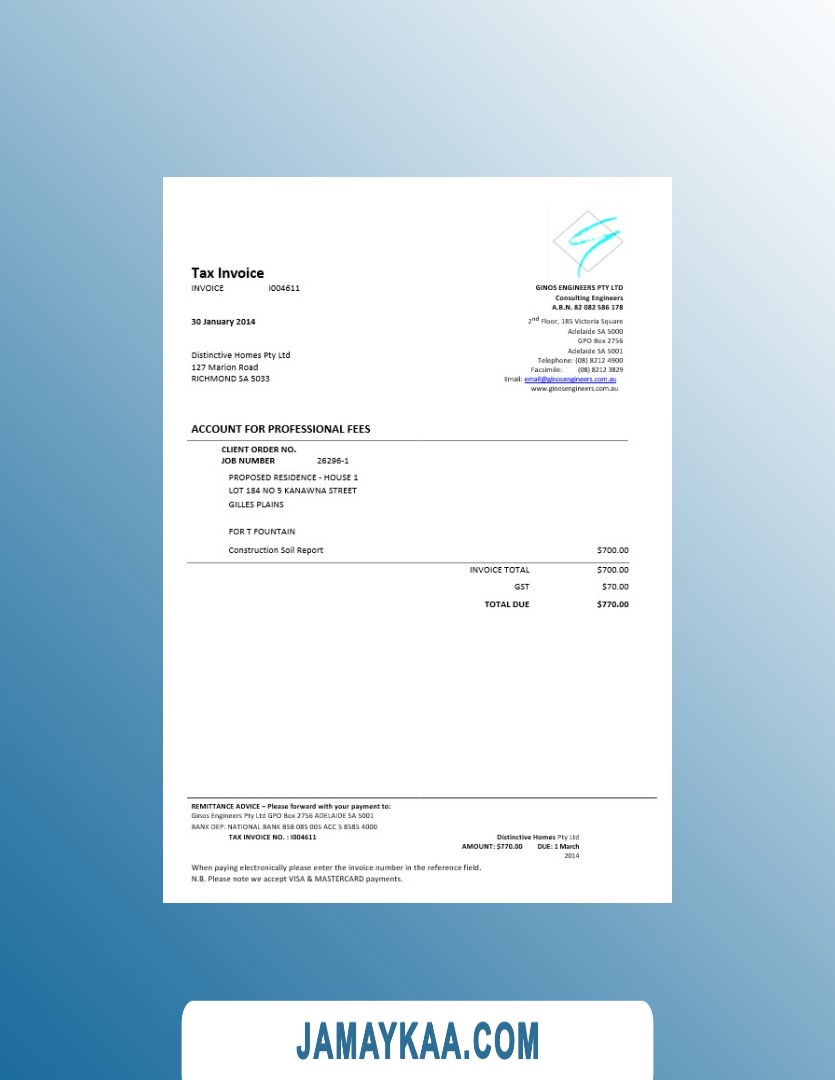 Tax Invoice
INVOICE I004611
GINOS ENGINEERS PTY LTD
Consulting Engineers
A.B.N. 82 082 586 178
30 January 2014
2nd Floor, 185 Victoria Square
Adelaide SA 5000
GPO Box 2756
Adelaide SA 5001
Telephone: (08) 8212 4900
Facsimile: (08) 8212 3829
Email: email@ginosengineers.com.au
www.ginosengineers.com.au
Distinctive Homes Pty Ltd
127 Marion Road
RICHMOND SA 5033
ACCOUNT FOR PROFESSIONAL FEES
CLIENT ORDER NO.
JOB NUMBER 26296-1
PROPOSED RESIDENCE - HOUSE 1
LOT 184 NO 5 KANAWNA STREET
GILLES PLAINS
FOR T FOUNTAIN
Construction Soil Report $700.00
INVOICE TOTAL $700.00
GST $70.00
TOTAL DUE $770.00
REMITTANCE ADVICE – Please forward with your payment to:
Ginos Engineers Pty Ltd GPO Box 2756 ADELAIDE SA 5001
BANK DEP: NATIONAL BANK BSB 085 005 ACC 5 8585 4000
TAX INVOICE NO. : I004611
Distinctive Homes Pty Ltd
AMOUNT: $770.00 DUE: 1 March
2014
When paying electronically please enter the invoice number in the reference field.
N.B. Please note we accept VISA & MASTERCARD payments.
JAMAYKAA.COM